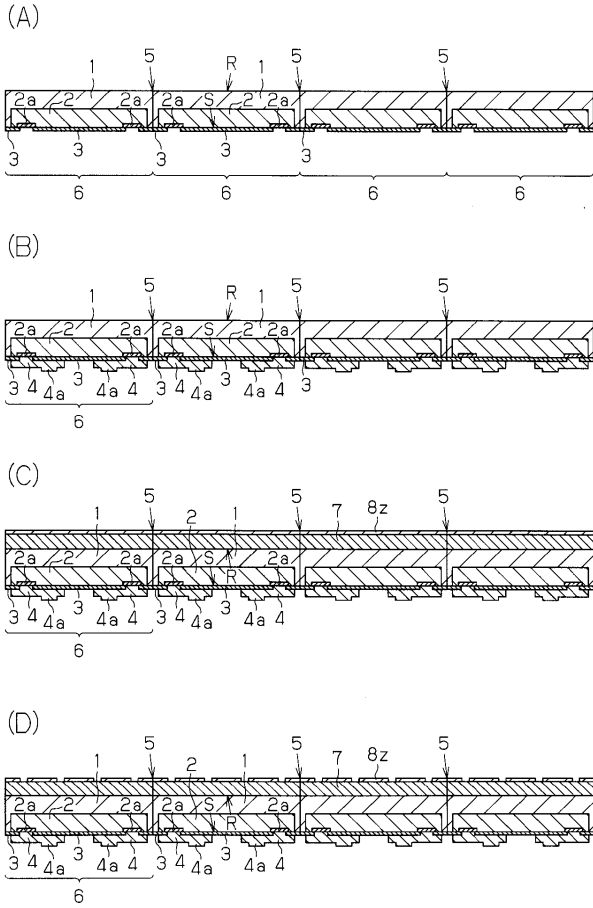 (A)
5 R 5 5
1 1
2a 2 2a 2a S 2 2a
3 3 3 3 3
6 6 6 6
(B)
5 R 5 5
1 1
2a 2 2a 2a S 2 2a
3 4 3 4 3 4 3 4 3
4a 4a 4a 4a
6
(C)
5 5 7 8z 5
1 2 1
2a 2 2a 2a S 2a
3 4 3 4 3 4 3 R 4
4a 4a 4a 4a
6
(D)
5 5 7 8z 5
1 2 1
2a 2 2a 2a S 2a
3 4 3 4 3 4 3 R 4
4a 4a 4a 4a
6